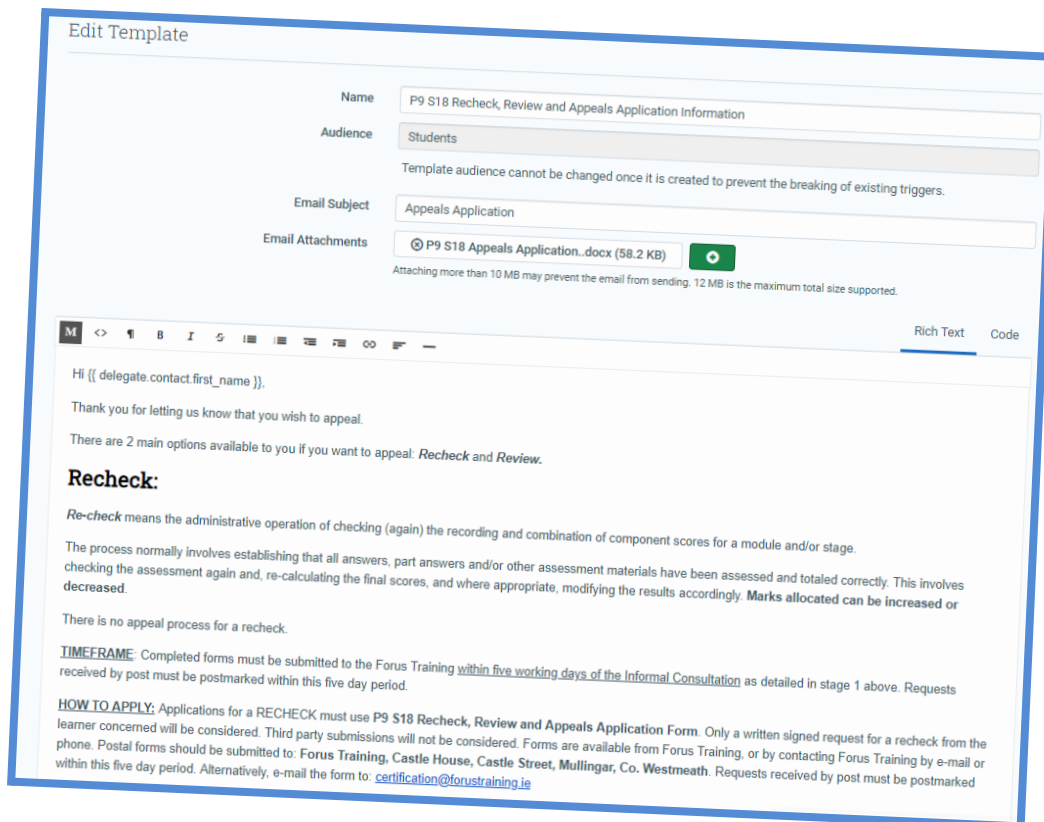 Edit Template
Name
P9 S18 Recheck, Review and Appeals Application Information
Audience
Students
Template audience cannot be changed once it is created to prevent the breaking of existing triggers.
Email Subject
Appeals Application
Email Attachments
P9 S18 Appeals Application..docx (58.2 KB)
Attaching more than 10 MB may prevent the email from sending. 12 MB is the maximum total size supported.
Rich Text Code
M <> ¶ B I S
Hi {{ delegate.contact.first_name }},
Thank you for letting us know that you wish to appeal.
There are 2 main options available to you if you want to appeal: Recheck and Review.
Recheck:
Re-check means the administrative operation of checking (again) the recording and combination of component scores for a module and/or stage.
The process normally involves establishing that all answers, part answers and/or other assessment materials have been assessed and totaled correctly. This involves
checking the assessment again and, re-calculating the final scores, and where appropriate, modifying the results accordingly. Marks allocated can be increased or
decreased.
There is no appeal process for a recheck.
TIMEFRAME: Completed forms must be submitted to the Forus Training within five working days of the Informal Consultation as detailed in stage 1 above. Requests
received by post must be postmarked within this five day period.
HOW TO APPLY: Applications for a RECHECK must use P9 S18 Recheck, Review and Appeals Application Form. Only a written signed request for a recheck from the
learner concerned will be considered. Third party submissions will not be considered. Forms are available from Forus Training, or by contacting Forus Training by e-mail or
phone. Postal forms should be submitted to: Forus Training, Castle House, Castle Street, Mullingar, Co. Westmeath. Requests received by post must be postmarked
within this five day period. Alternatively, e-mail the form to: certification@forustraining.ie